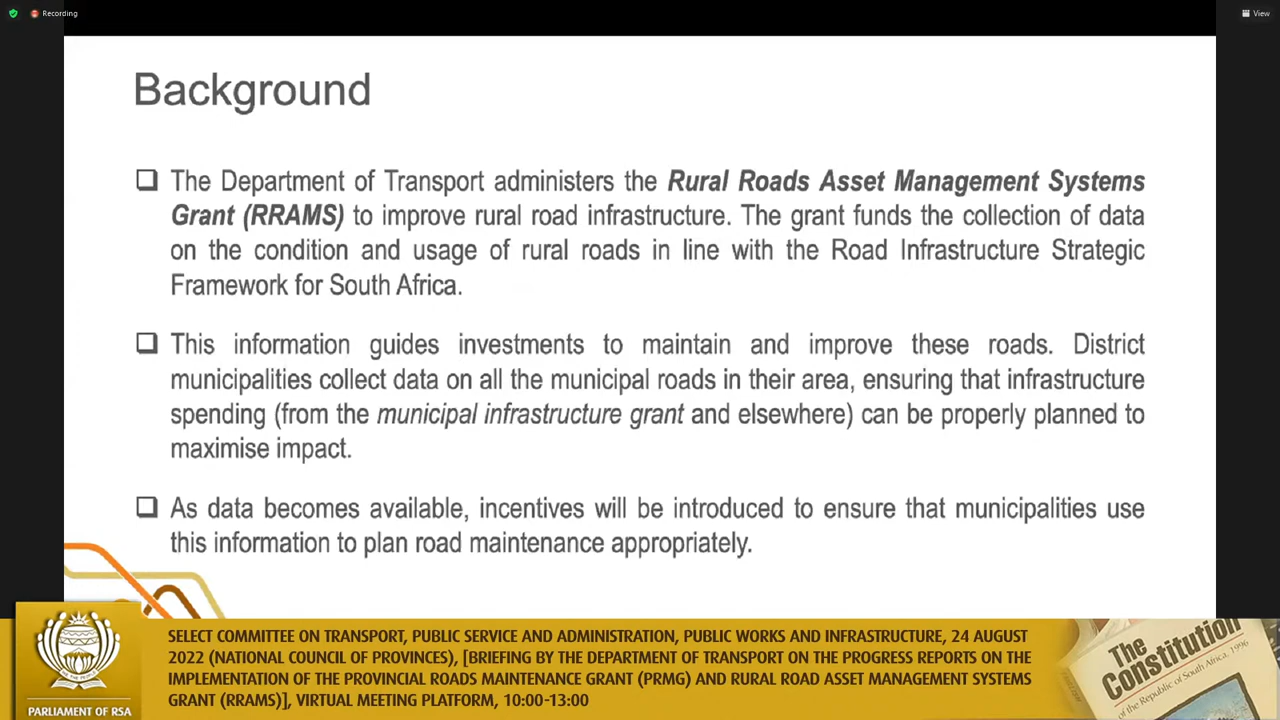 Recording
View
Background
The Department of Transport administers the Rural Roads Asset Management Systems
Grant (RRAMS) to improve rural road infrastructure. The grant funds the collection of data
on the condition and usage of rural roads in line with the Road Infrastructure Strategic
Framework for South Africa.
This information guides investments to maintain and improve these roads. District
municipalities collect data on all the municipal roads in their area, ensuring that infrastructure
spending (from the municipal infrastructure grant and elsewhere) can be properly planned to
maximise impact.
As data becomes available, incentives will be introduced to ensure that municipalities use
this information to plan road maintenance appropriately.
SELECT COMMITTEE ON TRANSPORT, PUBLIC SERVICE AND ADMINISTRATION, PUBLIC WORKS AND INFRASTRUCTURE, 24 AUGUST
2022 (NATIONAL COUNCIL OF PROVINCES), [BRIEFING BY THE DEPARTMENT OF TRANSPORT ON THE PROGRESS REPORTS ON THE
IMPLEMENTATION OF THE PROVINCIAL ROADS MAINTENANCE GRANT (PRMG) AND RURAL ROAD ASSET MANAGEMENT SYSTEMS
GRANT (RRAMS)], VIRTUAL MEETING PLATFORM, 10:00-13:00
PARLIAMENT OF RSA
The
Constitution
of the Republic of South Africa, 1996